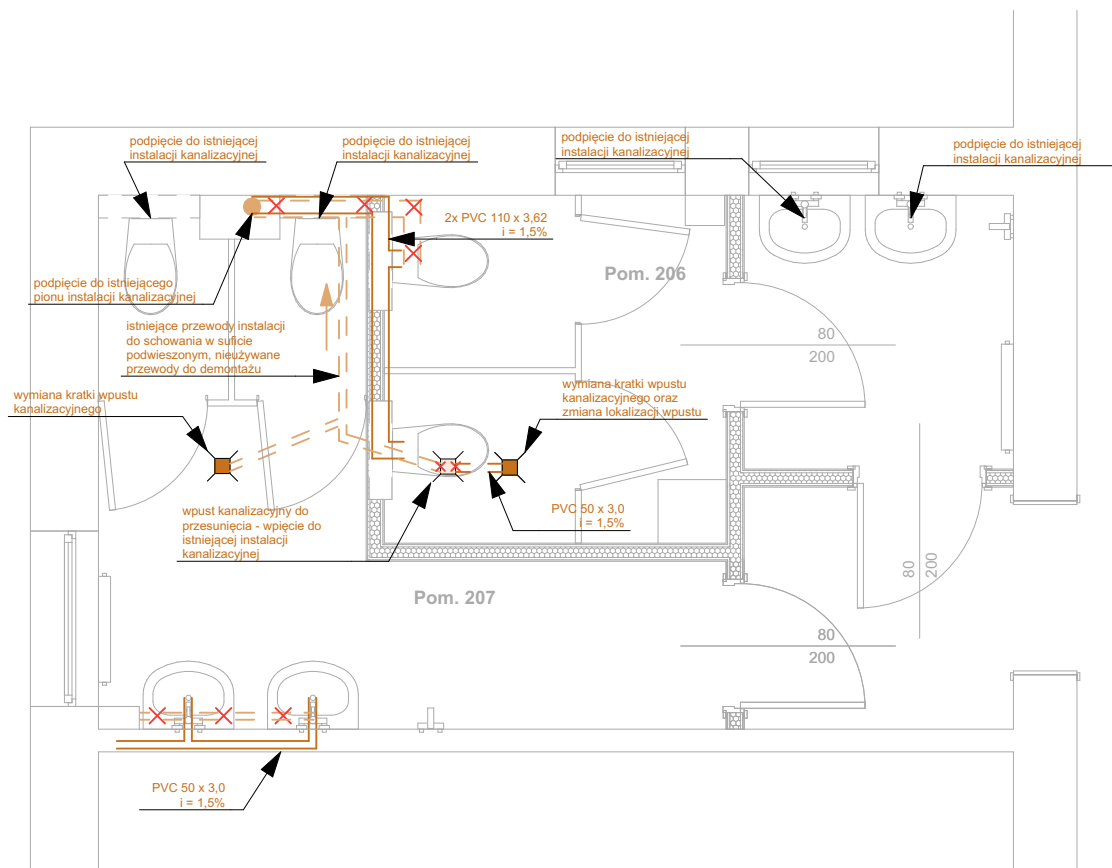 podpięcie do istniejącej
instalacji kanalizacyjnej
podpięcie do istniejącej
instalacji kanalizacyjnej
podpięcie do istniejącej
instalacji kanalizacyjnej
podpięcie do istniejącej
instalacji kanalizacyjnej
2x PVC 110 x 3,62
i = 1,5%
Pom. 206
podpięcie do istniejącego
pionu instalacji kanalizacyjnej
istniejące przewody instalacji
do schowania w suficie
podwieszonym, nieużywane
przewody do demontażu
80
200
wymiana kratki wpustu
kanalizacyjnego
wymiana kratki wpustu
kanalizacyjnego oraz
zmiana lokalizacji wpustu
wpust kanalizacyjny do
przesunięcia - wpięcie do
istniejącej instalacji
kanalizacyjnej
PVC 50 x 3,0
i = 1,5%
80
200
Pom. 207
80
200
PVC 50 x 3,0
i = 1,5%